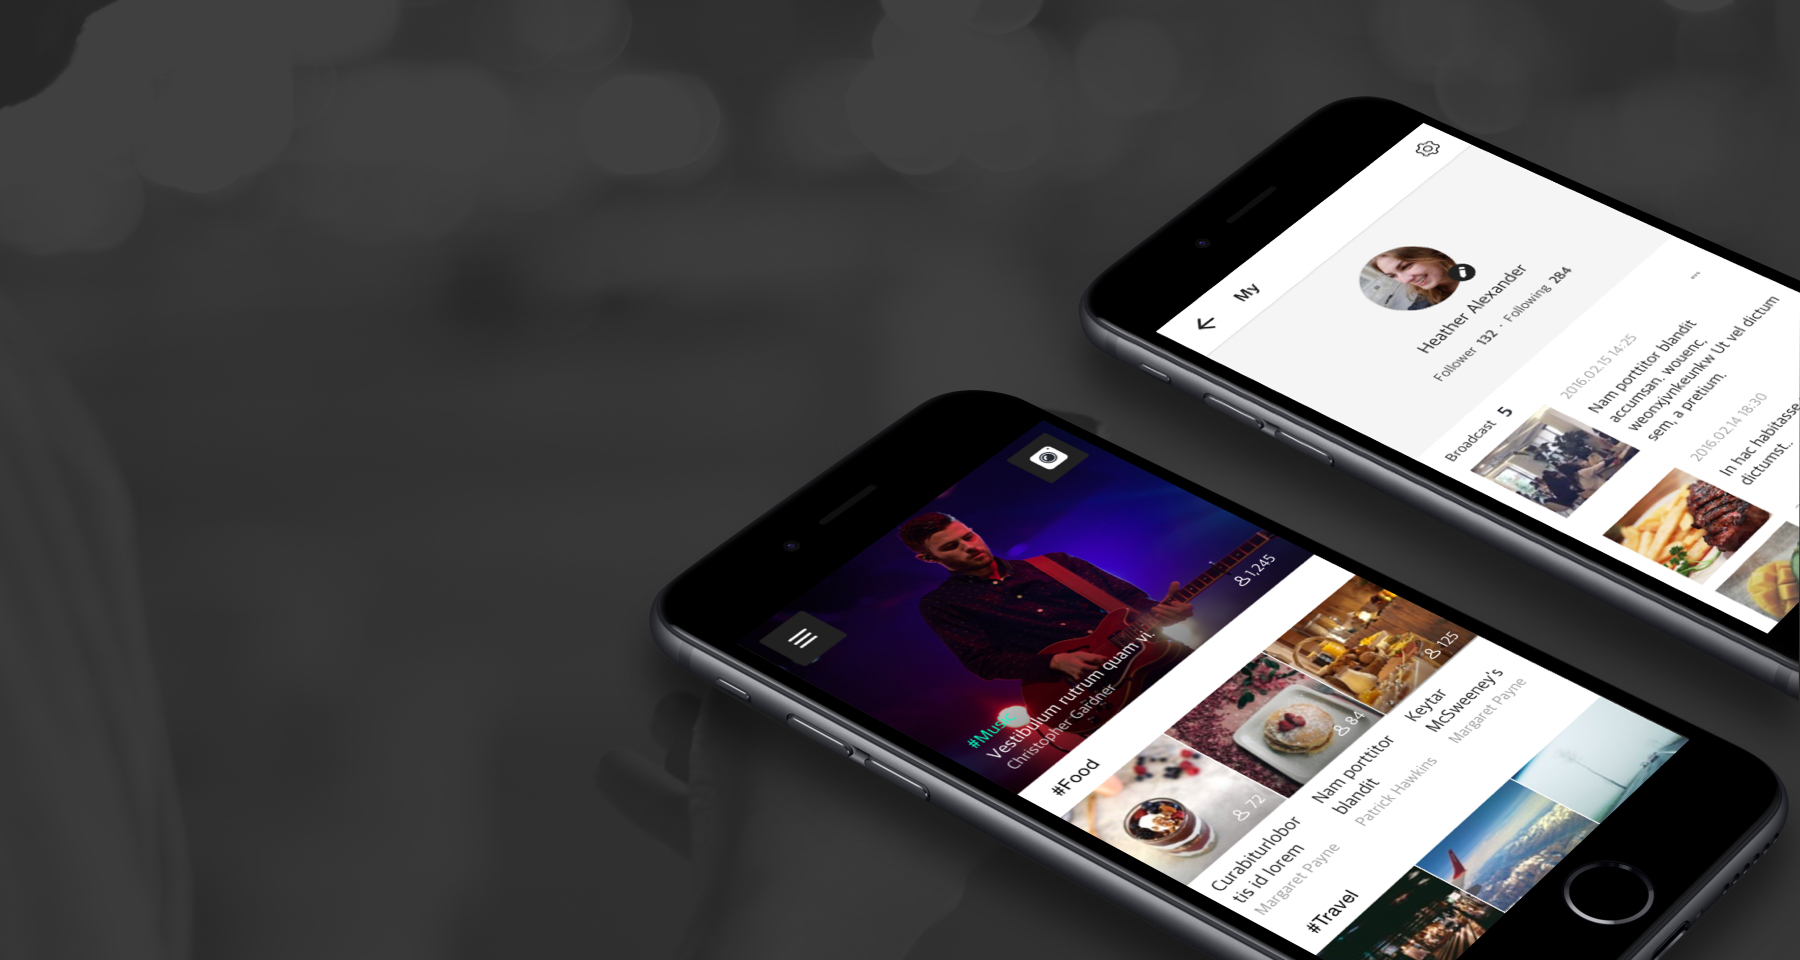 My
Heather Alexander
Follower 132 · Following 284
Broadcast 5
2016.02.15 14:25
Nam porttitor blandit
accumsan. wouenc,
weonxjvnkeunkw Ut vel dictum
sem, a pretium.
2016.02.14 18:30
In hac habitasse
dictumst..
1,245
#Music
Vestibulum rutrum quam vi.
Christopher Gardner
#Food
72
84
125
Curabiturlobor
tis id lorem
Margaret Payne
Nam porttitor
blandit
Patrick Hawkins
Keytar
McSweeney's
Margaret Payne
#Travel